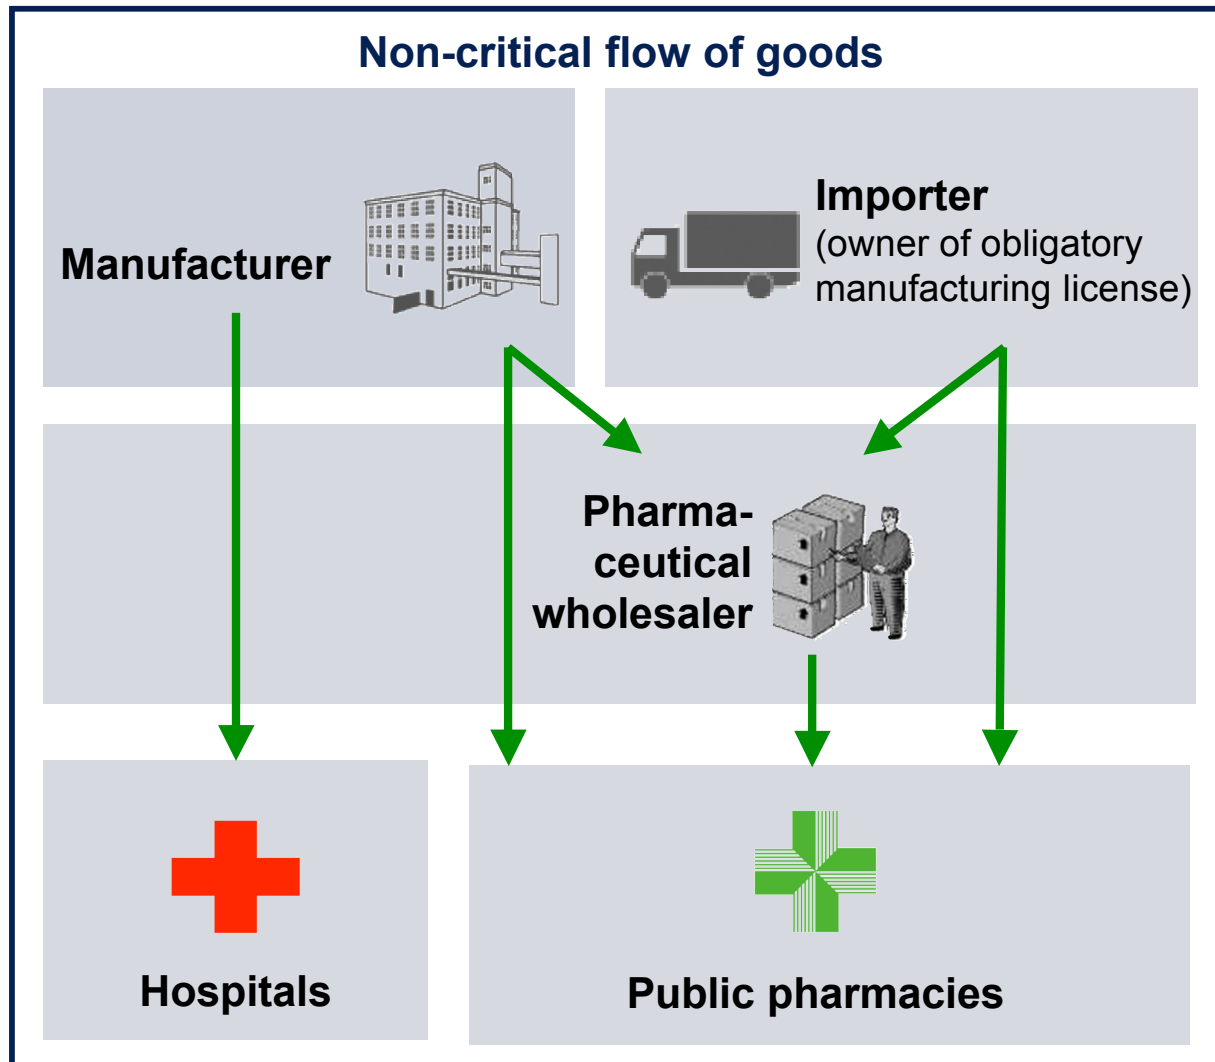 Non-critical flow of goods
Manufacturer
Importer
(owner of obligatory
manufacturing license)
Pharma-
ceutical
wholesaler
Hospitals
Public pharmacies